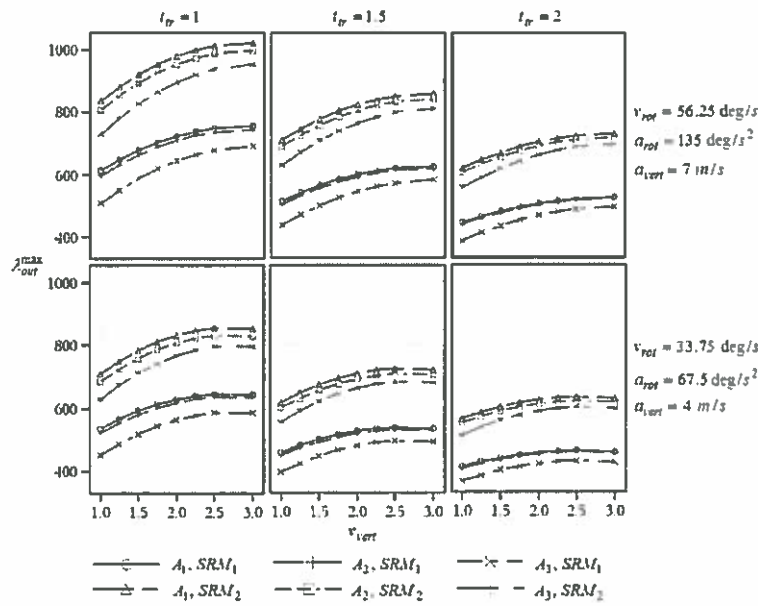 t_tr = 1
t_tr = 1.5
t_tr = 2
1000
800
600
400
v_rot = 56.25 deg/s
a_rot = 135 deg/s²
a_vert = 7 m/s
λ_out^max
1000
800
600
400
v_rot = 33.75 deg/s
a_rot = 67.5 deg/s²
a_vert = 4 m/s
1.0 1.5 2.0 2.5 3.0
1.0 1.5 2.0 2.5 3.0
1.0 1.5 2.0 2.5 3.0
v_vert
A₁, SRM₁
A₂, SRM₁
A₃, SRM₁
A₁, SRM₂
A₂, SRM₂
A₃, SRM₂